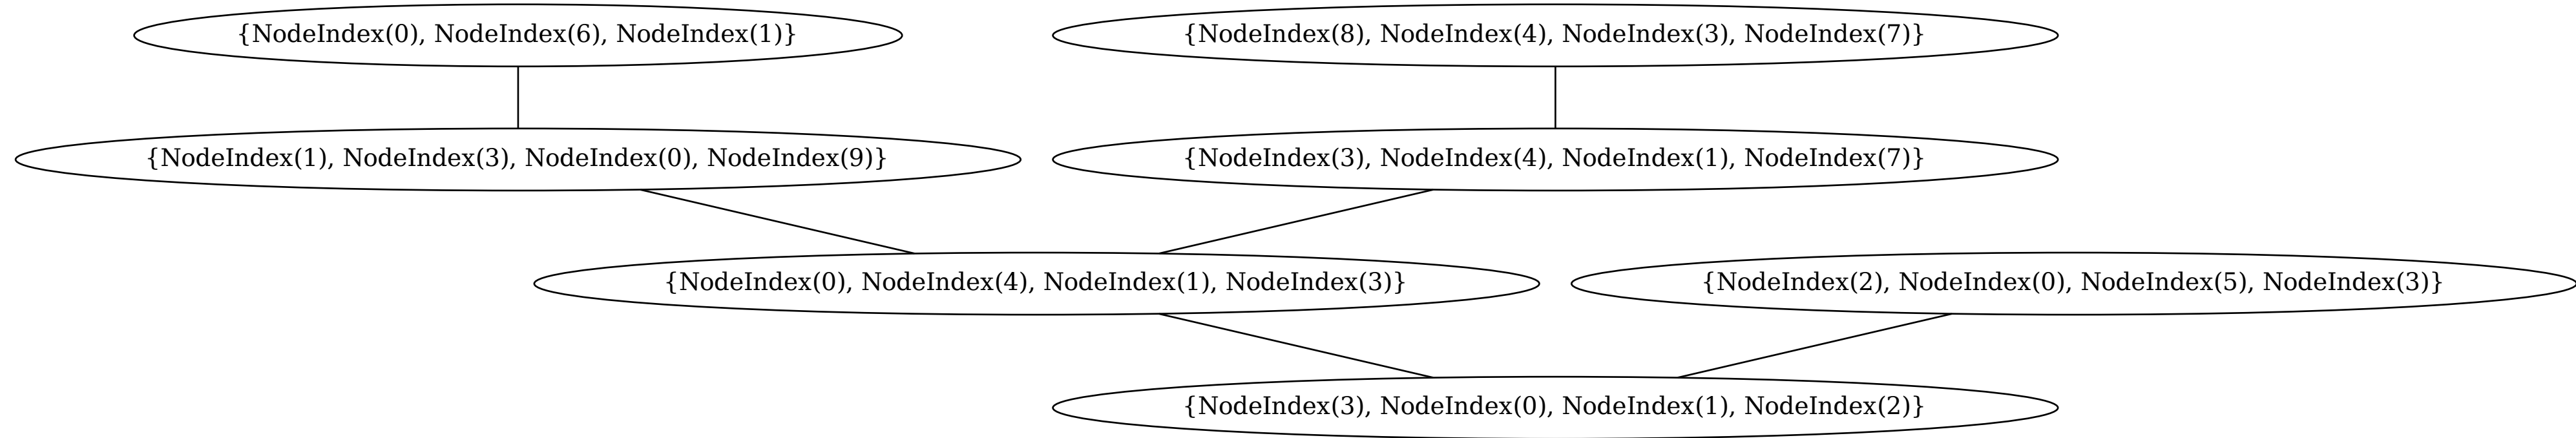 {NodeIndex(0), NodeIndex(6), NodeIndex(1)}
{NodeIndex(8), NodeIndex(4), NodeIndex(3), NodeIndex(7)}
{NodeIndex(1), NodeIndex(3), NodeIndex(0), NodeIndex(9)}
{NodeIndex(3), NodeIndex(4), NodeIndex(1), NodeIndex(7)}
{NodeIndex(0), NodeIndex(4), NodeIndex(1), NodeIndex(3)}
{NodeIndex(2), NodeIndex(0), NodeIndex(5), NodeIndex(3)}
{NodeIndex(3), NodeIndex(0), NodeIndex(1), NodeIndex(2)}